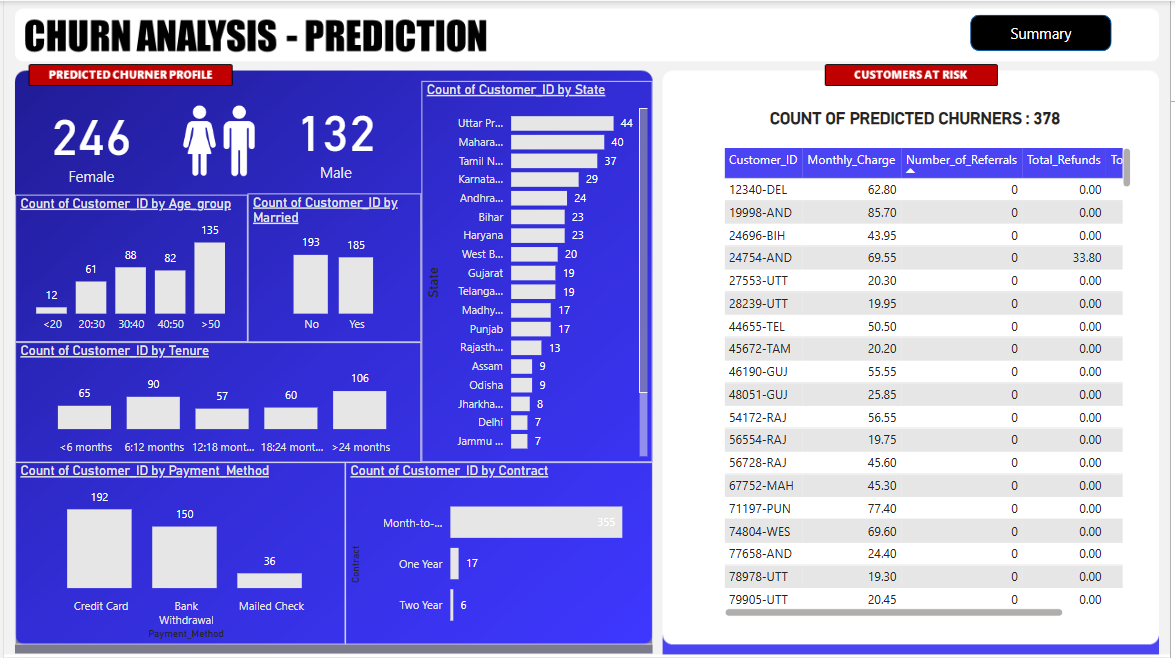 CHURN ANALYSIS - PREDICTION
Summary
PREDICTED CHURNER PROFILE
246
Female
132
Male
Count of Customer_ID by Age_group
12
61
88
82
135
<20
20:30
30:40
40:50
>50
Count of Customer_ID by
Married
193
185
No
Yes
Count of Customer_ID by Tenure
65
90
57
60
106
<6 months
6:12 months
12:18 mont...
18:24 mont...
>24 months
Count of Customer_ID by State
State
Uttar Pr... 44
Mahara... 40
Tamil N... 37
Karnata... 29
Andhra... 24
Bihar 23
Haryana 23
West B... 20
Gujarat 19
Telanga... 19
Madhy... 17
Punjab 17
Rajasth... 13
Assam 9
Odisha 9
Jharkha... 8
Delhi 7
Jammu ... 7
Count of Customer_ID by Payment_Method
192
150
36
Credit Card
Bank
Withdrawal
Mailed Check
Payment_Method
Count of Customer_ID by Contract
Contract
Month-to-... 355
One Year 17
Two Year 6
CUSTOMERS AT RISK
COUNT OF PREDICTED CHURNERS : 378
Customer_ID Monthly_Charge Number_of_Referrals Total_Refunds To
12340-DEL 62.80 0 0.00
19998-AND 85.70 0 0.00
24696-BIH 43.95 0 0.00
24754-AND 69.55 0 33.80
27553-UTT 20.30 0 0.00
28239-UTT 19.95 0 0.00
44655-TEL 50.50 0 0.00
45672-TAM 20.20 0 0.00
46190-GUJ 55.55 0 0.00
48051-GUJ 25.85 0 0.00
54172-RAJ 56.55 0 0.00
56554-RAJ 19.75 0 0.00
56728-RAJ 45.60 0 0.00
67752-MAH 45.30 0 0.00
71197-PUN 77.40 0 0.00
74804-WES 69.60 0 0.00
77658-AND 24.40 0 0.00
78978-UTT 19.30 0 0.00
79905-UTT 20.45 0 0.00